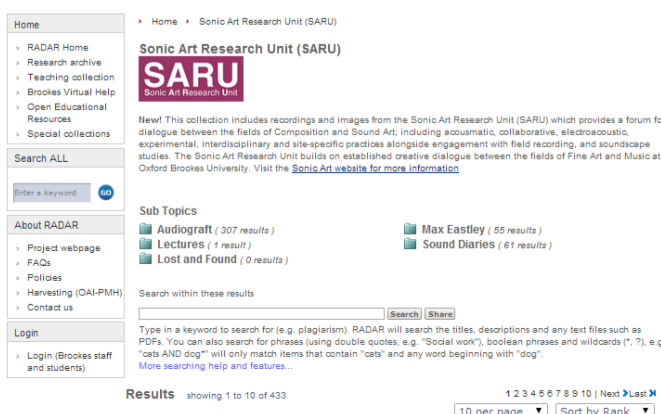 Home
RADAR Home
Research archive
Teaching collection
Brookes Virtual Help
Open Educational
Resources
Special collections
Search ALL
Enter a keyword GO
About RADAR
Project webpage
FAQs
Policies
Harvesting (OAI-PMH)
Contact us
Login
Login (Brookes staff
and students)
Home Sonic Art Research Unit (SARU)
Sonic Art Research Unit (SARU)
SARU
Sonic Art Research Unit
New! This collection includes recordings and images from the Sonic Art Research Unit (SARU) which provides a forum fo
dialogue between the fields of Composition and Sound Art; including acousmatic, collaborative, electroacoustic,
experimental, interdisciplinary and site-specific practices alongside engagement with field recording, and soundscape
studies. The Sonic Art Research Unit builds on established creative dialogue between the fields of Fine Art and Music at
Oxford Brookes University. Visit the Sonic Art website for more information
Sub Topics
Audiograft ( 307 results )
Lectures ( 1 result )
Lost and Found ( 0 results )
Max Eastley ( 55 results )
Sound Diaries ( 61 results )
Search within these results
Search Share
Type in a keyword to search for (e.g. plagiarism). RADAR will search the titles, descriptions and any text files such as
PDFs. You can also search for phrases (using double quotes, e.g. "Social work"), boolean phrases and wildcards (*, ?), e.g
"cats AND dog*" will only match items that contain "cats" and any word beginning with "dog".
More searching help and features...
Results showing 1 to 10 of 433
1 2 3 4 5 6 7 8 9 10 | Next Last
10 per page Sort by Rank